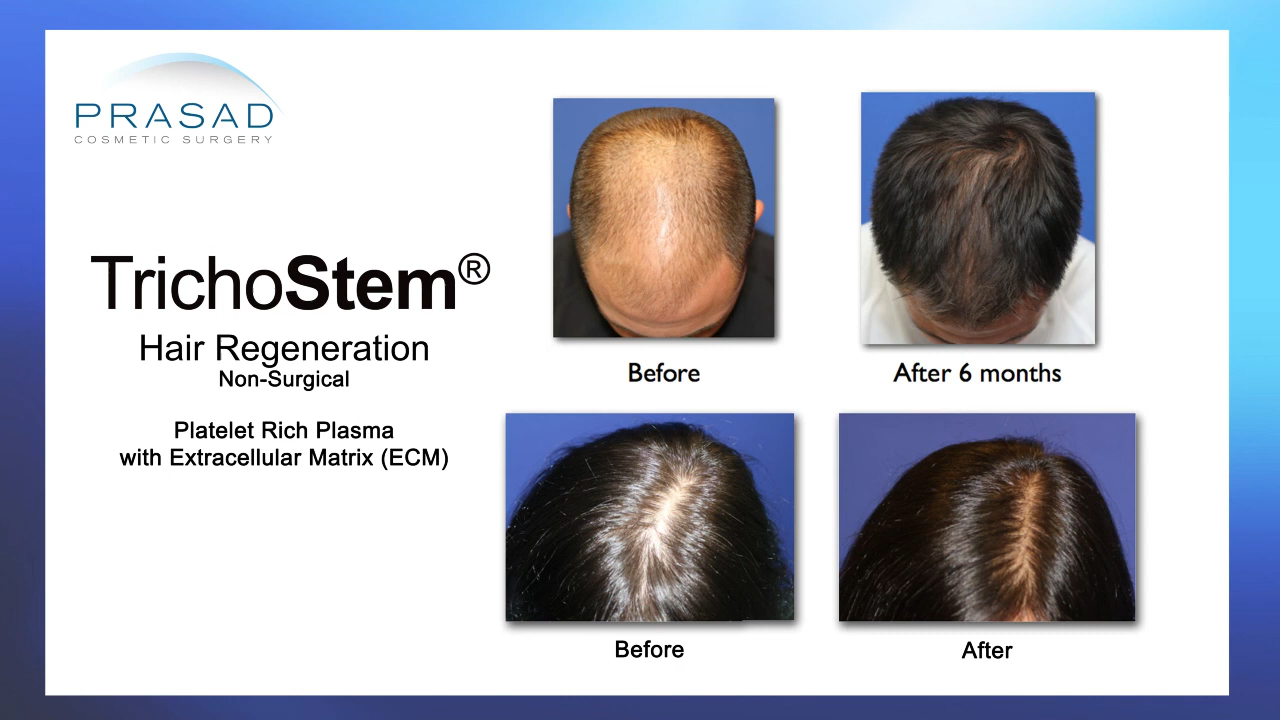 PRASAD
COSMETIC SURGERY
TrichoStem®
Hair Regeneration
Non-Surgical
Platelet Rich Plasma
with Extracellular Matrix (ECM)
Before
After 6 months
Before
After